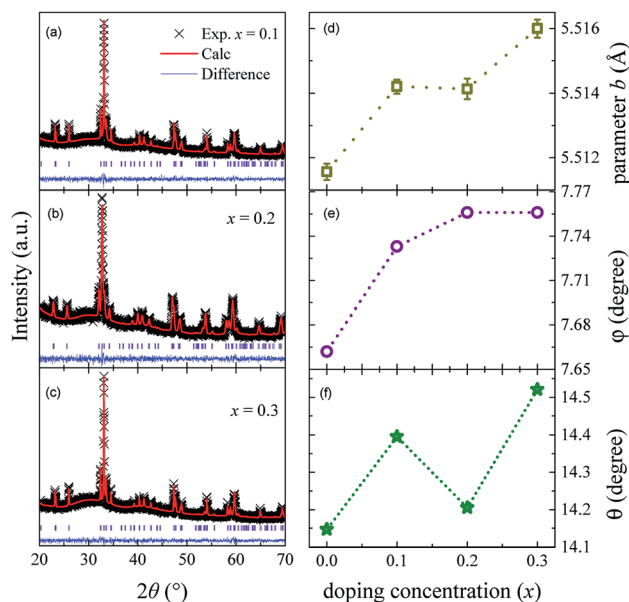 (a)
Exp. x = 0.1
Calc
Difference
(b)
x = 0.2
(c)
x = 0.3
Intensity (a.u.)
20 30 40 50 60 70
2θ (°)
(d)
5.516
5.514
5.512
parameter b (Å)
(e)
7.77
7.74
7.71
7.68
7.65
φ (degree)
(f)
14.5
14.4
14.3
14.2
14.1
θ (degree)
0.0 0.1 0.2 0.3
doping concentration (x)